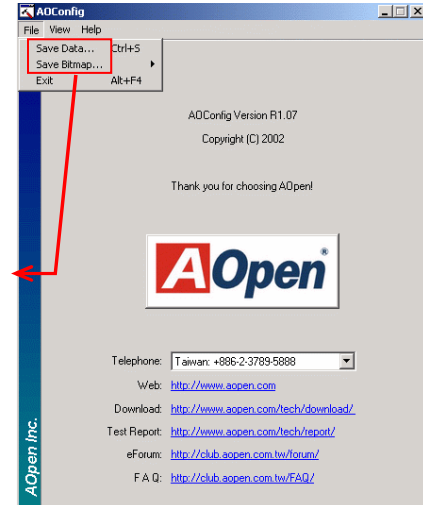 AOConfig
File View Help
Save Data... Ctrl+S
Save Bitmap...
Exit Alt+F4
AOConfig Version R1.07
Copyright (C) 2002
Thank you for choosing AOpen!
AOpen®
Telephone: Taiwan: +886-2-3789-5888
Web: http://www.aopen.com
Download: http://www.aopen.com/tech/download/
Test Report: http://www.aopen.com/tech/report/
eForum: http://club.aopen.com.tw/forum/
F A Q: http://club.aopen.com.tw/FAQ/
AOpen Inc.